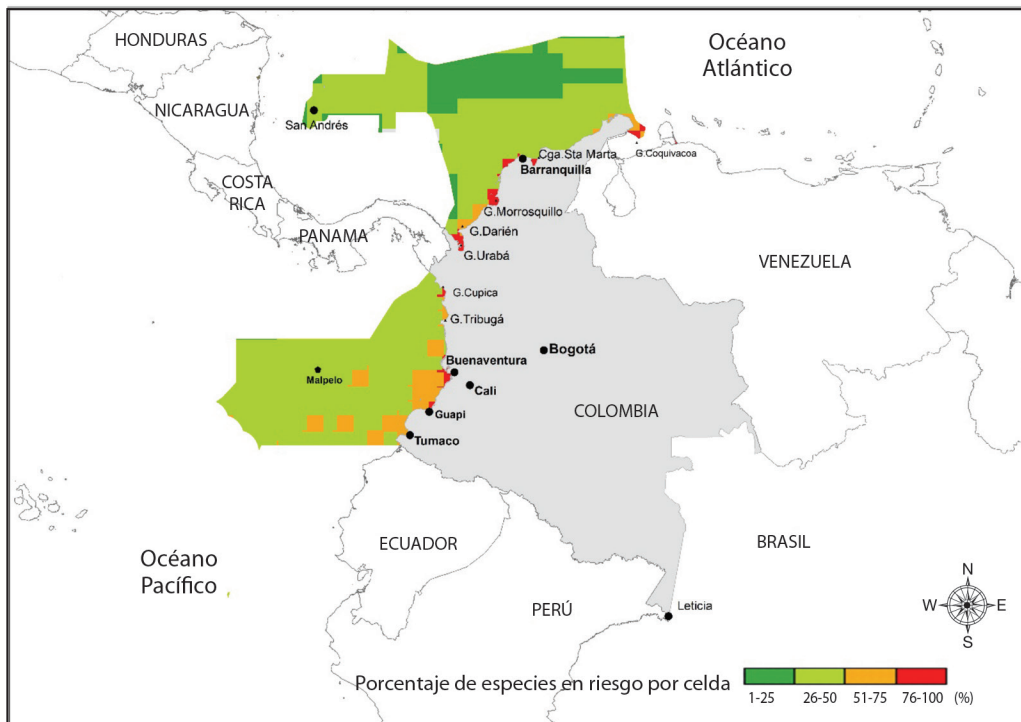 HONDURAS
Océano
Atlántico
NICARAGUA
San Andrés
Cga.Sta Marta
G.Coquivacoa
Barranquilla
COSTA
RICA
G.Morrosquillo
PANAMA
G.Darién
G.Urabá
VENEZUELA
G.Cupica
G.Tribugá
Bogotá
Buenaventura
Malpelo
Cali
Guapi
COLOMBIA
Tumaco
ECUADOR
BRASIL
Océano
Pacífico
PERÚ
Leticia
N
W
E
S
Porcentaje de especies en riesgo por celda
1-25 26-50 51-75 76-100 (%)